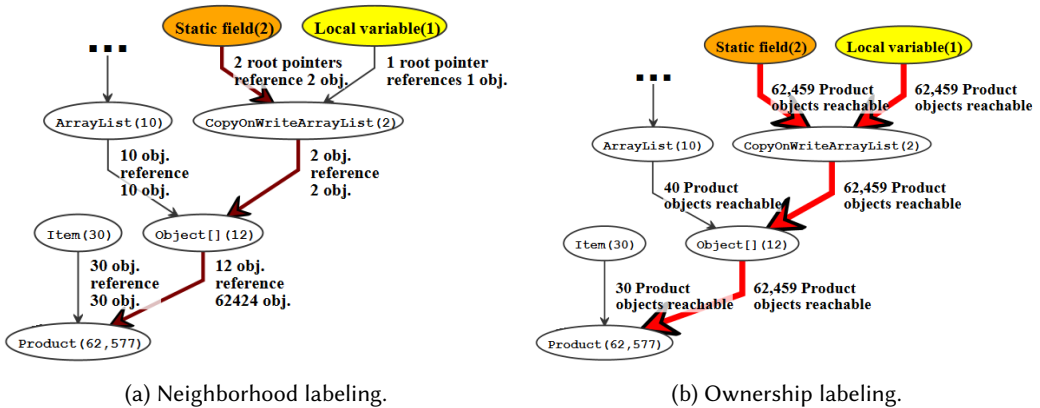 Static field(2)
Local variable(1)
...
2 root pointers
reference 2 obj.
1 root pointer
references 1 obj.
ArrayList(10)
CopyOnWriteArrayList(2)
10 obj.
reference
10 obj.
2 obj.
reference
2 obj.
Item(30)
Object[](12)
30 obj.
reference
30 obj.
12 obj.
reference
62424 obj.
Product(62,577)
(a) Neighborhood labeling.
Static field(2)
Local variable(1)
...
62,459 Product
objects reachable
62,459 Product
objects reachable
ArrayList(10)
CopyOnWriteArrayList(2)
40 Product
objects reachable
62,459 Product
objects reachable
Item(30)
Object[](12)
30 Product
objects reachable
62,459 Product
objects reachable
Product(62,577)
(b) Ownership labeling.